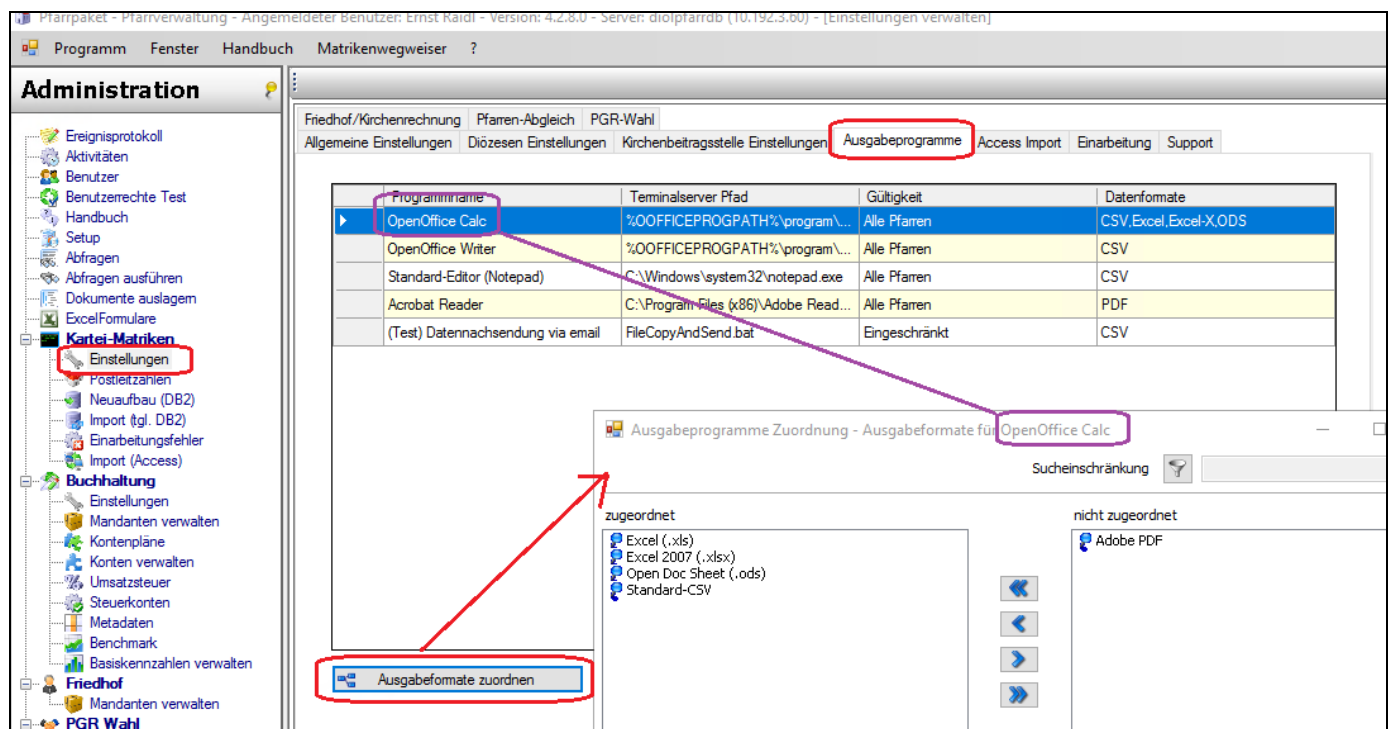 Pfarrpaket - Pfarrverwaltung - Angemeldeter Benutzer: Ernst Raidl - Version: 4.2.8.0 - Server: diolpfarrdb (10.192.3.60) - [Einstellungen verwalten]
Programm Fenster Handbuch Matrikenwegweiser ?
Administration
Ereignisprotokoll
Aktivitäten
Benutzer
Benutzerrechte Test
Handbuch
Setup
Abfragen
Abfragen ausführen
Dokumente auslagern
ExcelFormulare
Kartei-Matriken
Einstellungen
Postleitzahlen
Neuaufbau (DB2)
Import (tgl. DB2)
Einarbeitungsfehler
Import (Access)
Buchhaltung
Einstellungen
Mandanten verwalten
Kontenpläne
Konten verwalten
Umsatzsteuer
Steuerkonten
Metadaten
Benchmark
Basiskennzahlen verwalten
Friedhof
Mandanten verwalten
PGR Wahl
Friedhof/Kirchenrechnung Pfarren-Abgleich PGR-Wahl
Allgemeine Einstellungen Diözesen Einstellungen Kirchenbeitragsstelle Einstellungen Ausgabeprogramme Access Import Einarbeitung Support
Programmname Terminalserver Pfad Gültigkeit Datenformate
OpenOffice Calc %OOFFICEPROGPATH%\program\... Alle Pfarren CSV,Excel,Excel-X,ODS
OpenOffice Writer %OOFFICEPROGPATH%\program\... Alle Pfarren CSV
Standard-Editor (Notepad) C:\Windows\system32\notepad.exe Alle Pfarren CSV
Acrobat Reader C:\Program Files (x86)\Adobe Read... Alle Pfarren PDF
(Test) Datennachsendung via email FileCopyAndSend.bat Eingeschränkt CSV
Ausgabeprogramme Zuordnung - Ausgabeformate für OpenOffice Calc
Sucheinschränkung
zugeordnet
Excel (.xls)
Excel 2007 (.xlsx)
Open Doc Sheet (.ods)
Standard-CSV
nicht zugeordnet
Adobe PDF
Ausgabeformate zuordnen